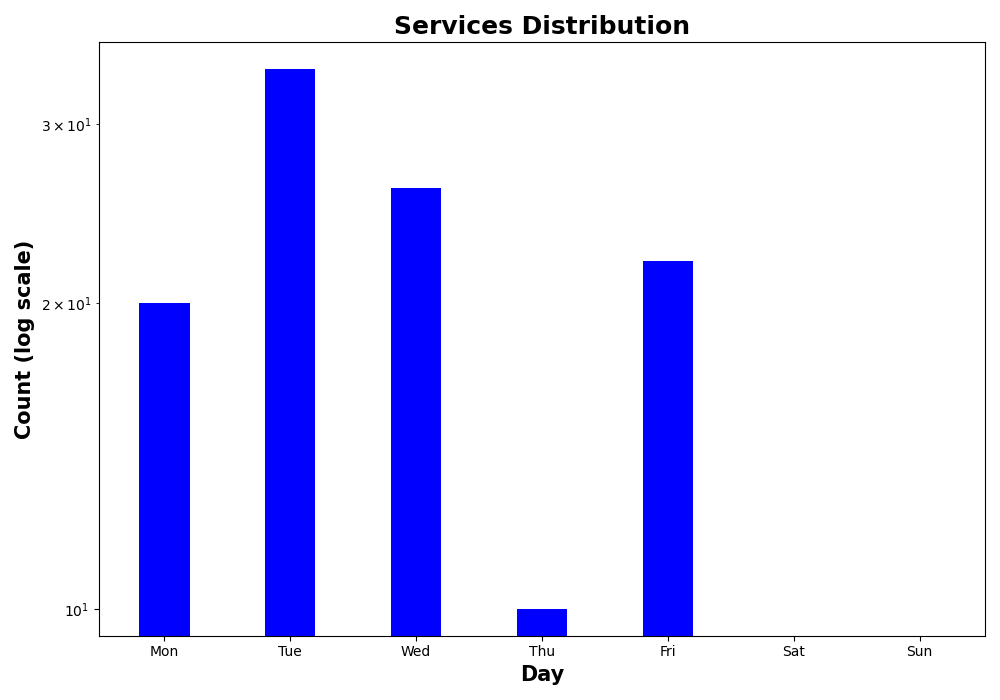 Services Distribution
Count (log scale)
3 × 10¹
2 × 10¹
10¹
Mon Tue Wed Thu Fri Sat Sun
Day